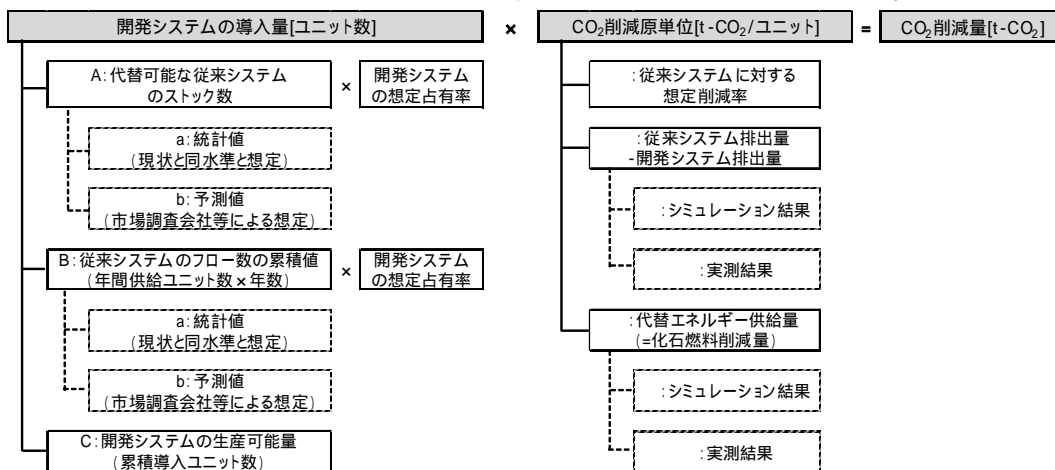 開発システムの導入量[ユニット数]
×
CO₂削減原単位[t-CO₂/ユニット]
=
CO₂削減量[t-CO₂]
A:代替可能な従来システム
のストック数
×
開発システム
の想定占有率
a:統計値
(現状と同水準と想定)
b:予測値
(市場調査会社等による想定)
B:従来システムのフロー数の累積値
(年間供給ユニット数×年数)
×
開発システム
の想定占有率
a:統計値
(現状と同水準と想定)
b:予測値
(市場調査会社等による想定)
C:開発システムの生産可能量
(累積導入ユニット数)
:従来システムに対する
想定削減率
:従来システム排出量
-開発システム排出量
:シミュレーション結果
:実測結果
:代替エネルギー供給量
(=化石燃料削減量)
:シミュレーション結果
:実測結果